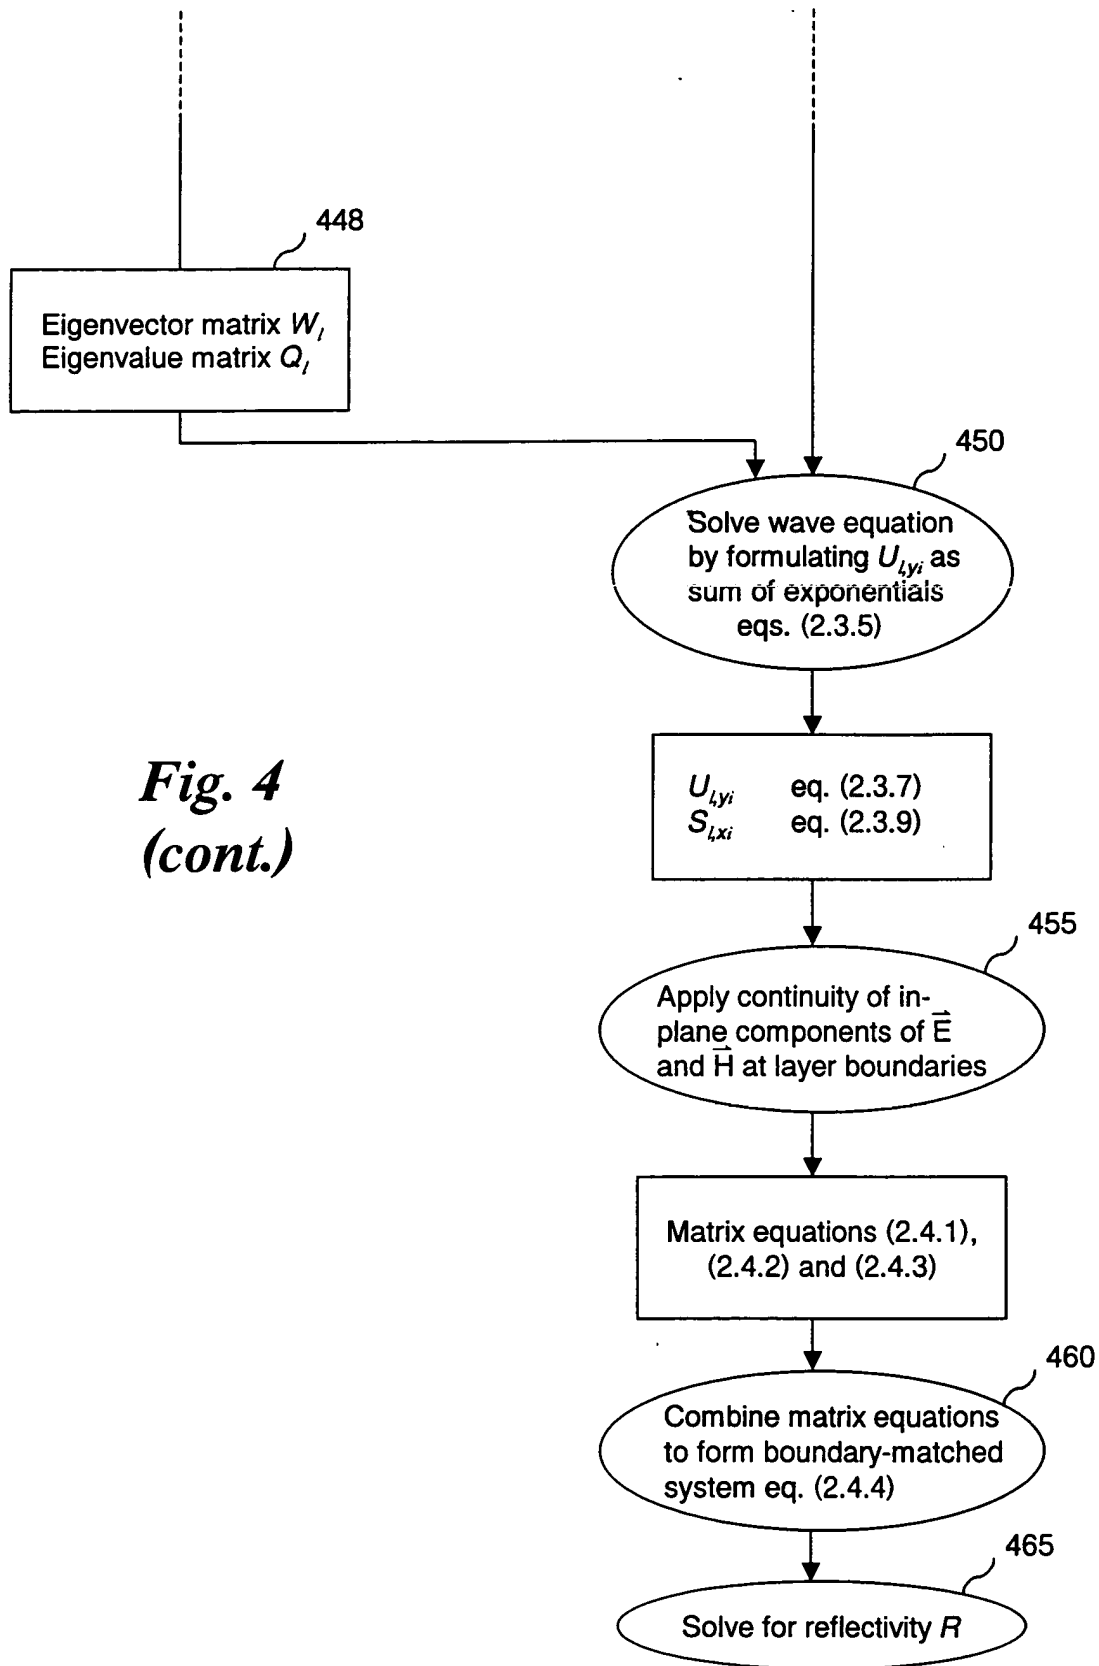 448
Eigenvector matrix W_l
Eigenvalue matrix Q_l
450
Solve wave equation
by formulating U_l,yi as
sum of exponentials
eqs. (2.3.5)
Fig. 4
(cont.)
U_l,yi eq. (2.3.7)
S_l,xi eq. (2.3.9)
455
Apply continuity of in-
plane components of E⃗
and H⃗ at layer boundaries
Matrix equations (2.4.1),
(2.4.2) and (2.4.3)
460
Combine matrix equations
to form boundary-matched
system eq. (2.4.4)
465
Solve for reflectivity R